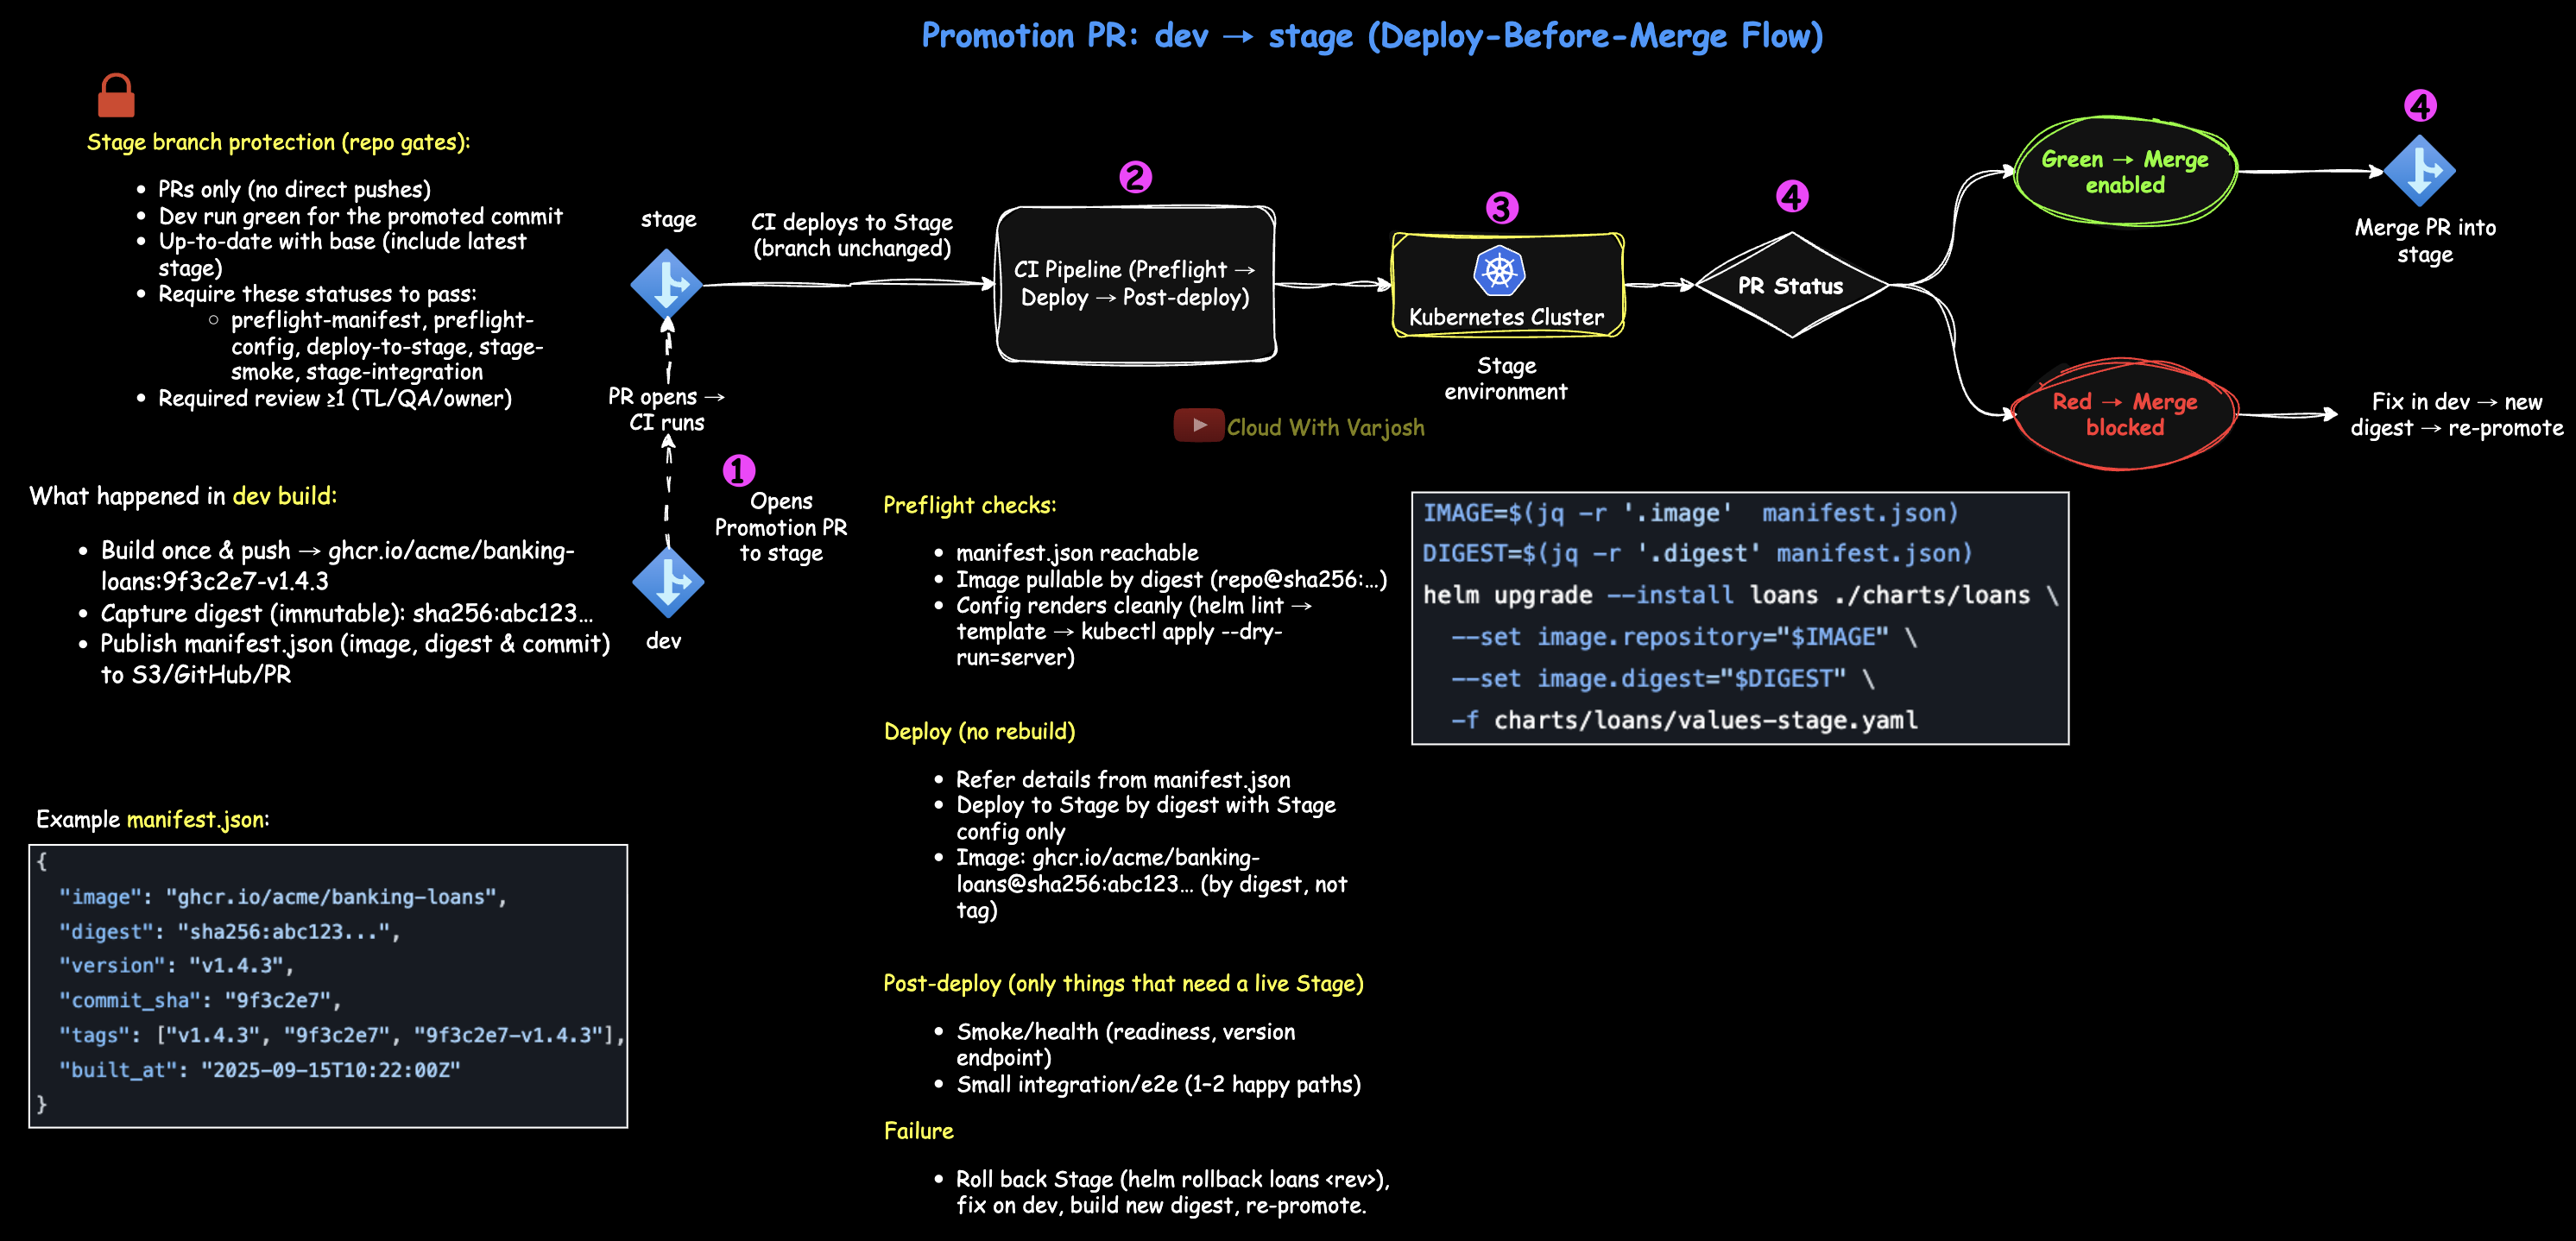 Promotion PR: dev → stage (Deploy-Before-Merge Flow)
Stage branch protection (repo gates):
• PRs only (no direct pushes)
• Dev run green for the promoted commit
• Up-to-date with base (include latest
stage)
• Require these statuses to pass:
○ preflight-manifest, preflight-
config, deploy-to-stage, stage-
smoke, stage-integration
• Required review ≥1 (TL/QA/owner)
What happened in dev build:
• Build once & push → ghcr.io/acme/banking-
loans:9f3c2e7-v1.4.3
• Capture digest (immutable): sha256:abc123...
• Publish manifest.json (image, digest & commit)
to S3/GitHub/PR
Example manifest.json:
{
"image": "ghcr.io/acme/banking-loans",
"digest": "sha256:abc123...",
"version": "v1.4.3",
"commit_sha": "9f3c2e7",
"tags": ["v1.4.3", "9f3c2e7", "9f3c2e7-v1.4.3"],
"built_at": "2025-09-15T10:22:00Z"
}
stage
PR opens →
CI runs
1
Opens
Promotion PR
to stage
dev
CI deploys to Stage
(branch unchanged)
2
CI Pipeline (Preflight →
Deploy → Post-deploy)
3
Kubernetes Cluster
Stage
environment
4
PR Status
Green → Merge
enabled
4
Merge PR into
stage
Red → Merge
blocked
Fix in dev → new
digest → re-promote
Cloud With Varjosh
Preflight checks:
• manifest.json reachable
• Image pullable by digest (repo@sha256:...)
• Config renders cleanly (helm lint →
template → kubectl apply --dry-
run=server)
Deploy (no rebuild)
• Refer details from manifest.json
• Deploy to Stage by digest with Stage
config only
• Image: ghcr.io/acme/banking-
loans@sha256:abc123... (by digest, not
tag)
Post-deploy (only things that need a live Stage)
• Smoke/health (readiness, version
endpoint)
• Small integration/e2e (1–2 happy paths)
Failure
• Roll back Stage (helm rollback loans <rev>),
fix on dev, build new digest, re-promote.
IMAGE=$(jq -r '.image'  manifest.json)
DIGEST=$(jq -r '.digest' manifest.json)
helm upgrade --install loans ./charts/loans \
--set image.repository="$IMAGE" \
--set image.digest="$DIGEST" \
-f charts/loans/values-stage.yaml